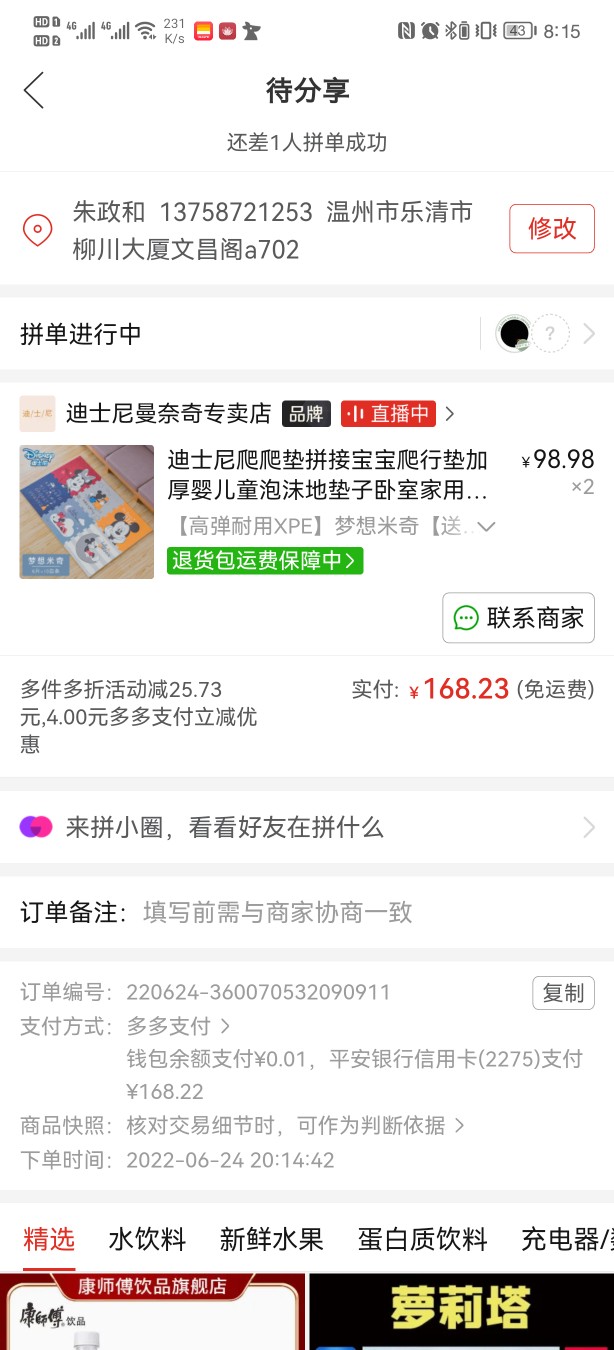 HD 1 4G 4G 231 K/s 43 8:15
HD 2
待分享
还差1人拼单成功
朱政和 13758721253 温州市乐清市
柳川大厦文昌阁a702
修改
拼单进行中
?
迪/士/尼
迪士尼曼奈奇专卖店 品牌 直播中
Disney
迪士尼
梦想米奇
迪士尼爬爬垫拼接宝宝爬行垫加
厚婴儿童泡沫地垫子卧室家用...
¥98.98
×2
【高弹耐用XPE】梦想米奇【送..
退货包运费保障中
联系商家
多件多折活动减25.73
元,4.00元多多支付立减优
惠
实付: ¥168.23 (免运费)
来拼小圈，看看好友在拼什么
订单备注： 填写前需与商家协商一致
订单编号： 220624-360070532090911
复制
支付方式： 多多支付
钱包余额支付¥0.01，平安银行信用卡(2275)支付
¥168.22
商品快照： 核对交易细节时，可作为判断依据
下单时间： 2022-06-24 20:14:42
精选 水饮料 新鲜水果 蛋白质饮料 充电器/
康师傅饮品旗舰店
康师傅饮品
萝莉塔